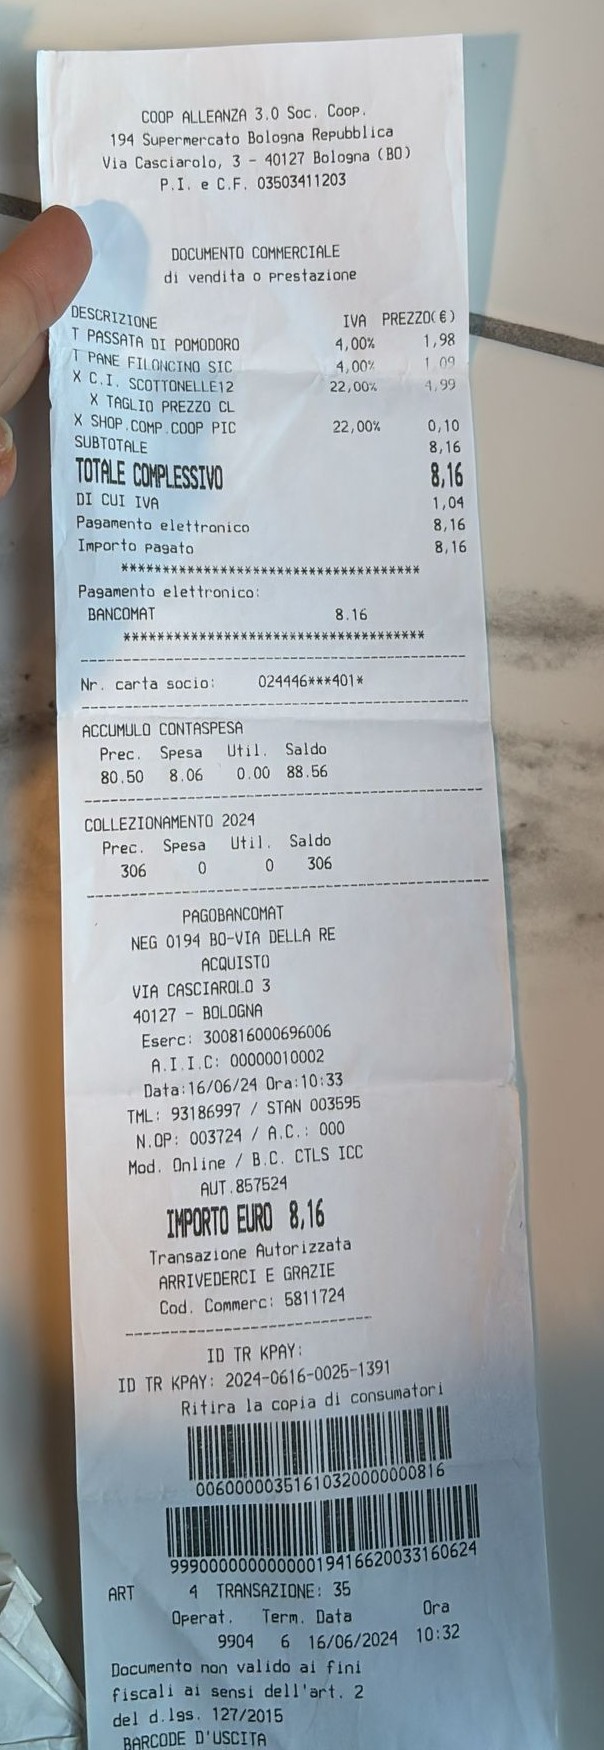 COOP ALLEANZA 3.0 Soc. Coop.
194 Supermercato Bologna Repubblica
Via Casciarolo, 3 - 40127 Bologna (BO)
P.I. e C.F. 03503411203
DOCUMENTO COMMERCIALE
di vendita o prestazione
DESCRIZIONE IVA PREZZO(€)
T PASSATA DI POMODORO 4,00% 1,98
T PANE FILONCINO SIC 4,00% 1,09
X C.I. SCOTTONELLE12 22,00% 4,99
X TAGLIO PREZZO CL
X SHOP.COMP.COOP PIC 22,00% 0,10
SUBTOTALE 8,16
TOTALE COMPLESSIVO 8,16
DI CUI IVA 1,04
Pagamento elettronico 8,16
Importo pagato 8,16
***********************************
Pagamento elettronico:
BANCOMAT 8.16
***********************************
Nr. carta socio: 024446***401*
ACCUMULO CONTASPESA
Prec. Spesa Util. Saldo
80.50 8.06 0.00 88.56
COLLEZIONAMENTO 2024
Prec. Spesa Util. Saldo
306 0 0 306
PAGOBANCOMAT
NEG 0194 BO-VIA DELLA RE
ACQUISTO
VIA CASCIAROLO 3
40127 - BOLOGNA
Eserc: 300816000696006
A.I.I.C: 00000010002
Data:16/06/24 Ora:10:33
TML: 93186997 / STAN 003595
N.OP: 003724 / A.C.: 000
Mod. Online / B.C. CTLS ICC
AUT.857524
IMPORTO EURO 8,16
Transazione Autorizzata
ARRIVEDERCI E GRAZIE
Cod. Commerc: 5811724
ID TR KPAY:
ID TR KPAY: 2024-0616-0025-1391
Ritira la copia di consumatori
00600000351610320000000816
9990000000000001941662003​3160624
ART 4 TRANSAZIONE: 35
Operat. Term. Data Ora
9904 6 16/06/2024 10:32
Documento non valido ai fini
fiscali ai sensi dell'art. 2
del d.lgs. 127/2015
BARCODE D'USCITA